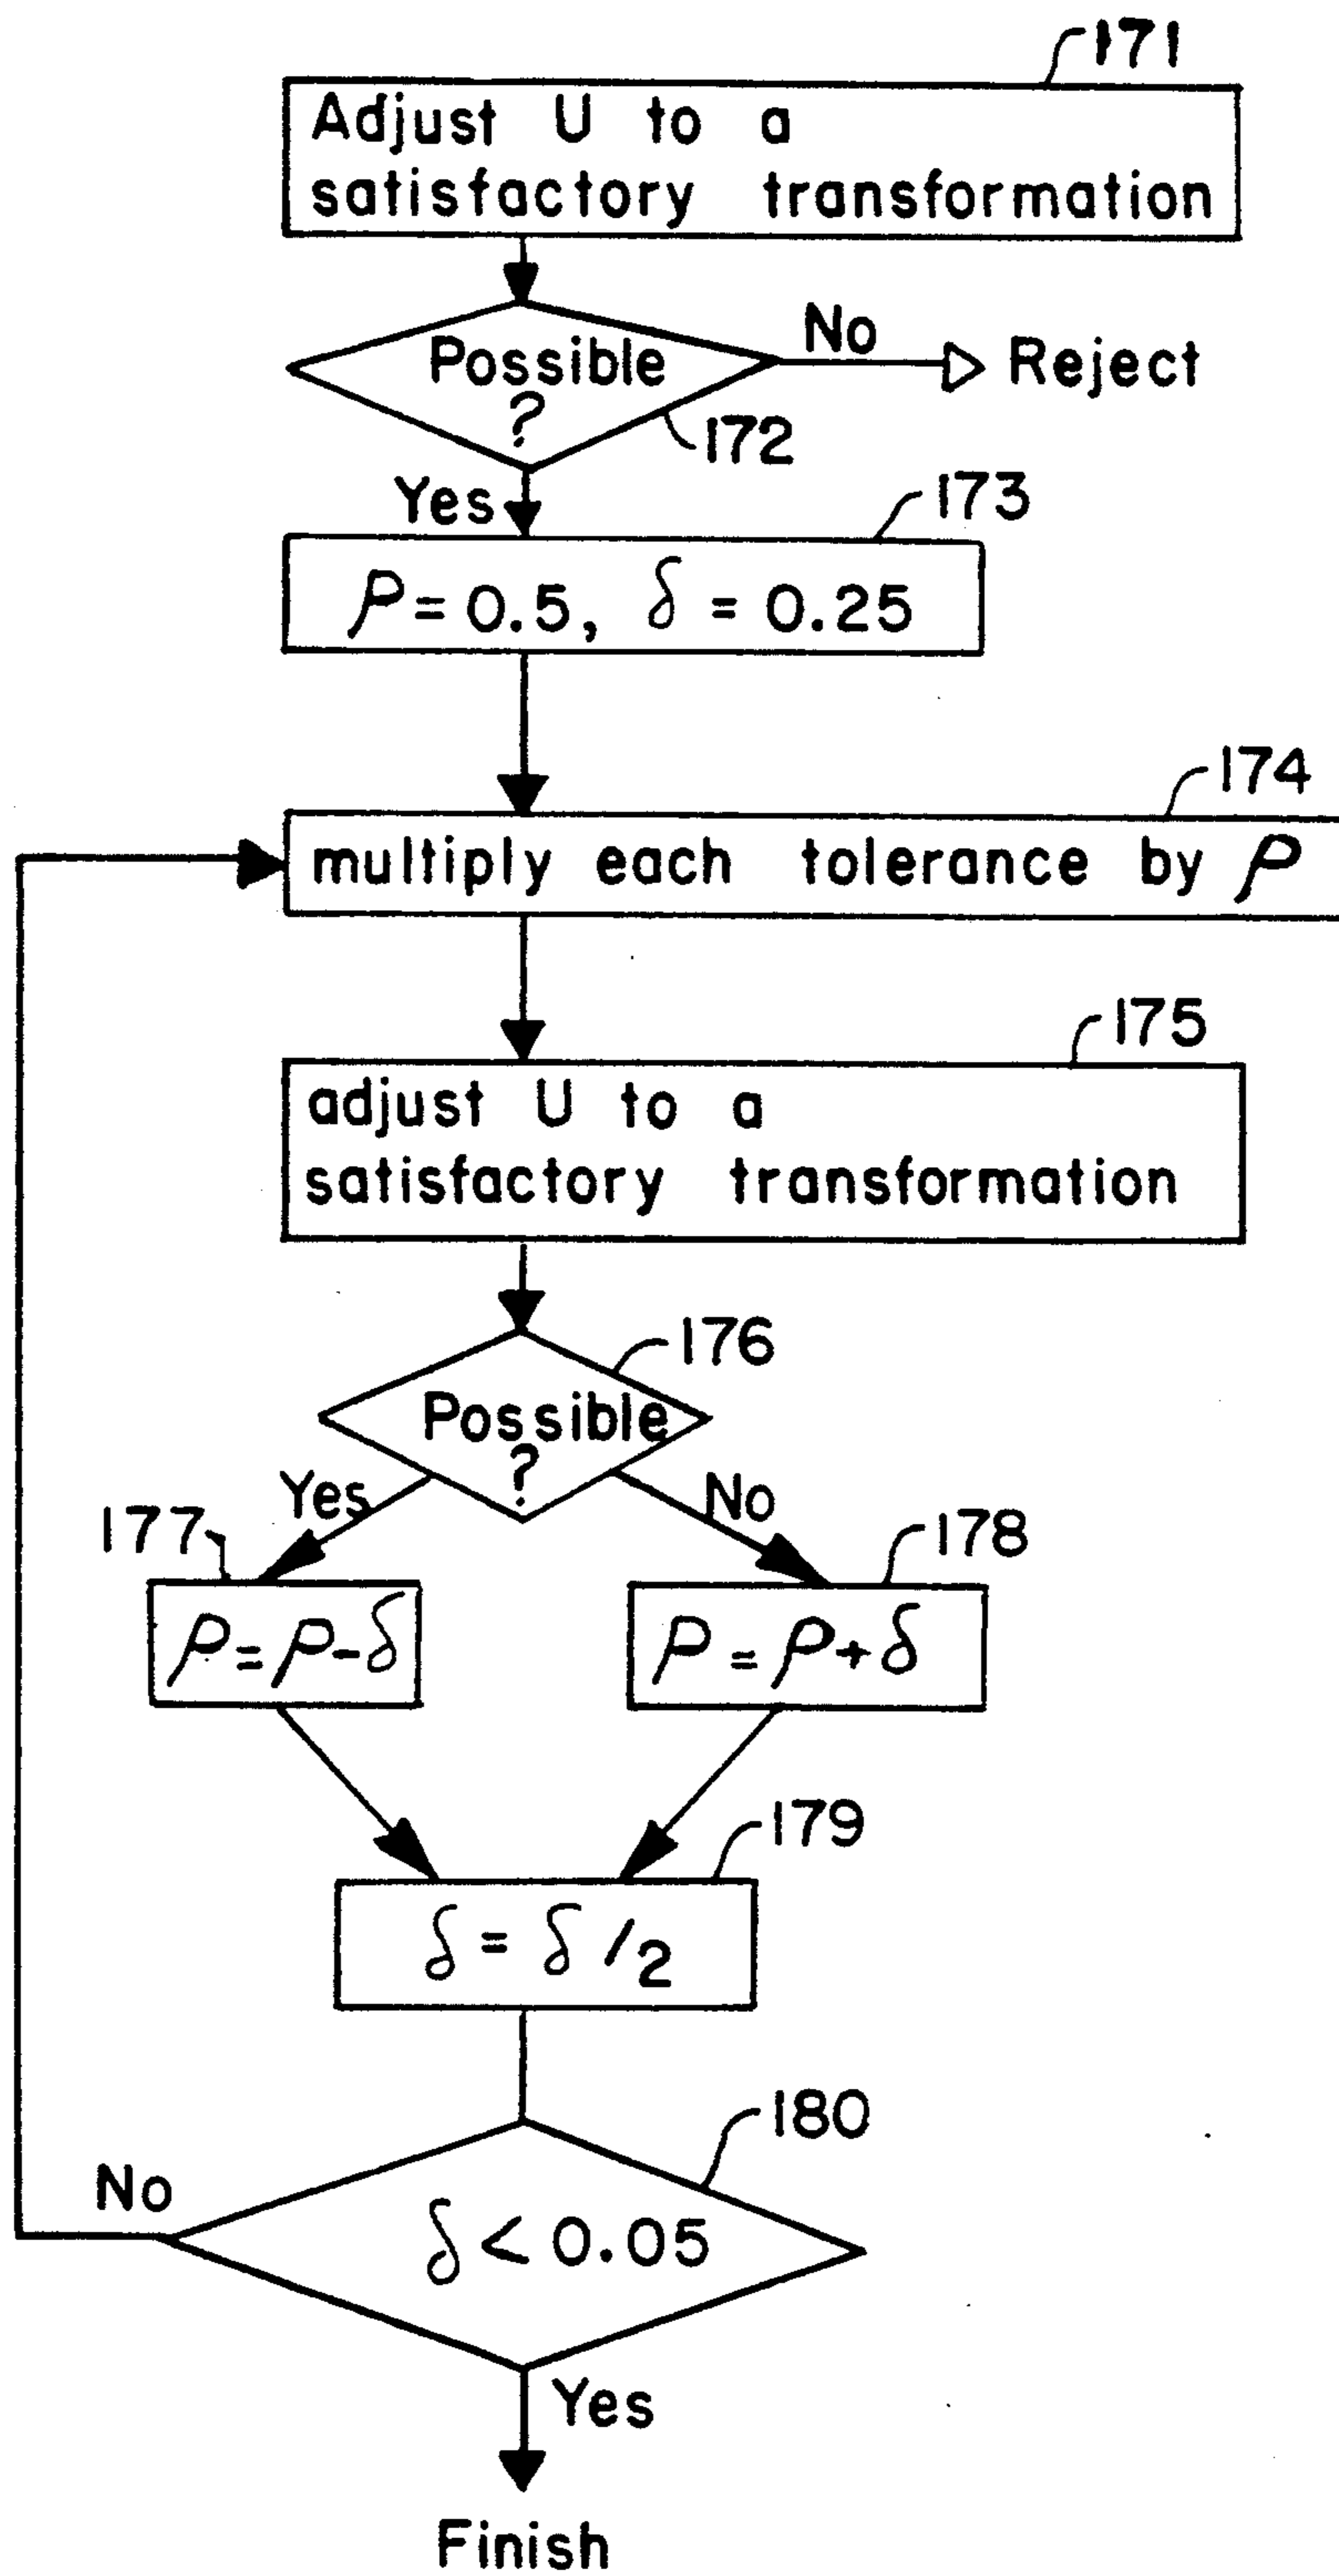 171
Adjust U to a
satisfactory transformation
Possible
?
No
Reject
172
Yes
173
ρ = 0.5, δ = 0.25
174
multiply each tolerance by ρ
175
adjust U to a
satisfactory transformation
176
Possible
?
Yes
No
177
178
ρ = ρ - δ
ρ = ρ + δ
179
δ = δ /2
180
No
δ < 0.05
Yes
Finish